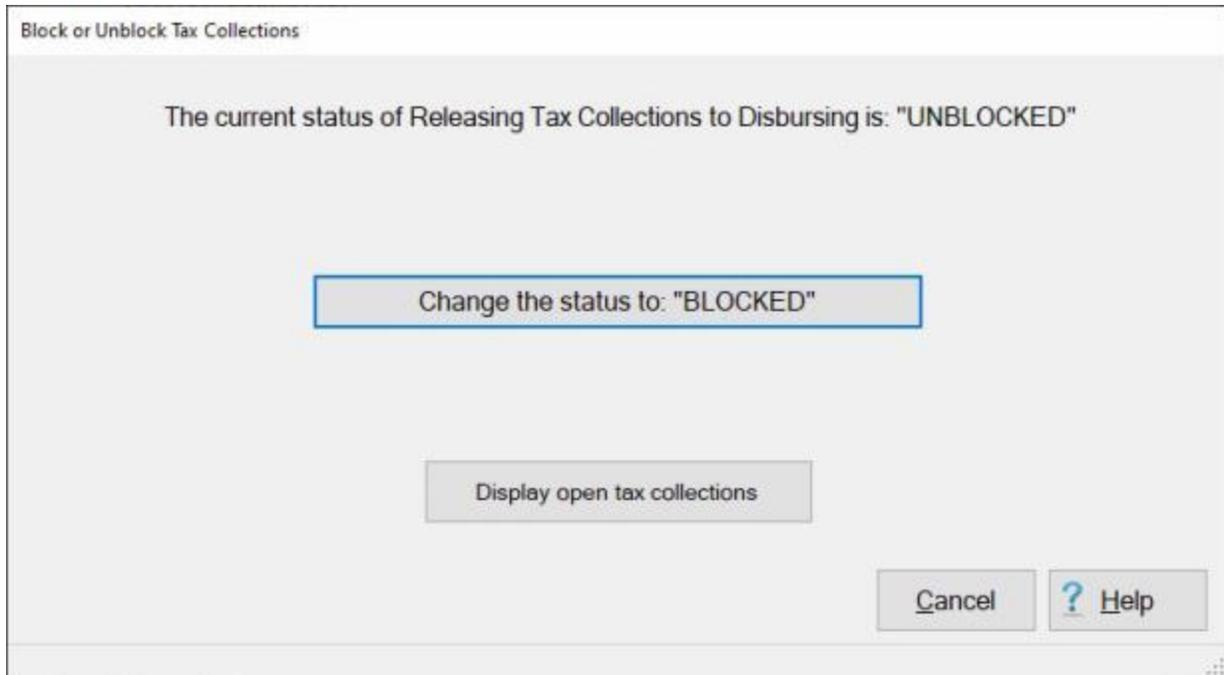 Block or Unblock Tax Collections
The current status of Releasing Tax Collections to Disbursing is: "UNBLOCKED"
Change the status to: "BLOCKED"
Display open tax collections
Cancel
? Help